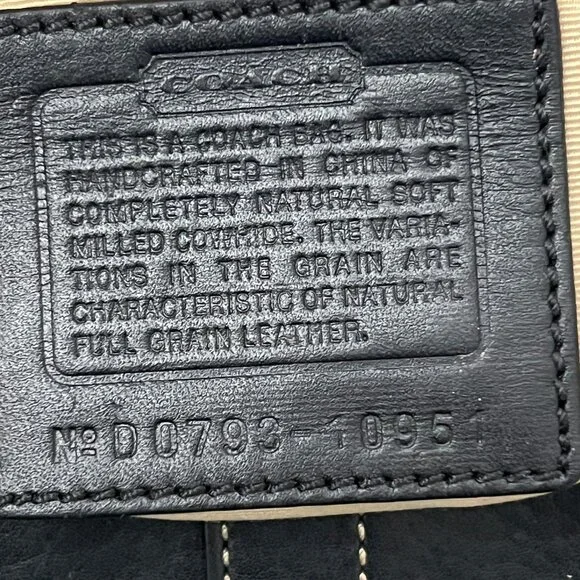 COACH
THIS IS A COACH BAG. IT WAS
HANDCRAFTED IN CHINA OF
COMPLETELY NATURAL SOFT
MILLED COWHIDE. THE VARIA-
TIONS IN THE GRAIN ARE
CHARACTERISTIC OF NATURAL
FULL GRAIN LEATHER.
Nº D0793-10951